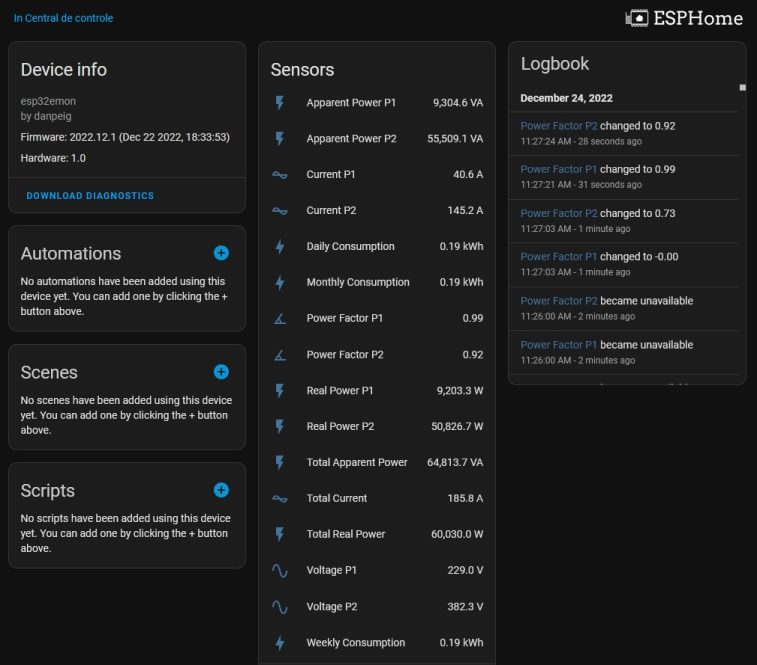 In Central de controle
ESPHome
Device info
esp32emon
by danpeig
Firmware: 2022.12.1 (Dec 22 2022, 18:33:53)
Hardware: 1.0
DOWNLOAD DIAGNOSTICS
Automations
No automations have been added using this
device yet. You can add one by clicking the +
button above.
Scenes
No scenes have been added using this device
yet. You can add one by clicking the + button
above.
Scripts
No scripts have been added using this device
yet. You can add one by clicking the + button
above.
Sensors
Apparent Power P1 9,304.6 VA
Apparent Power P2 55,509.1 VA
Current P1 40.6 A
Current P2 145.2 A
Daily Consumption 0.19 kWh
Monthly Consumption 0.19 kWh
Power Factor P1 0.99
Power Factor P2 0.92
Real Power P1 9,203.3 W
Real Power P2 50,826.7 W
Total Apparent Power 64,813.7 VA
Total Current 185.8 A
Total Real Power 60,030.0 W
Voltage P1 229.0 V
Voltage P2 382.3 V
Weekly Consumption 0.19 kWh
Logbook
December 24, 2022
Power Factor P2 changed to 0.92
11:27:24 AM - 28 seconds ago
Power Factor P1 changed to 0.99
11:27:21 AM - 31 seconds ago
Power Factor P2 changed to 0.73
11:27:03 AM - 1 minute ago
Power Factor P1 changed to -0.00
11:27:03 AM - 1 minute ago
Power Factor P2 became unavailable
11:26:00 AM - 2 minutes ago
Power Factor P1 became unavailable
11:26:00 AM - 2 minutes ago